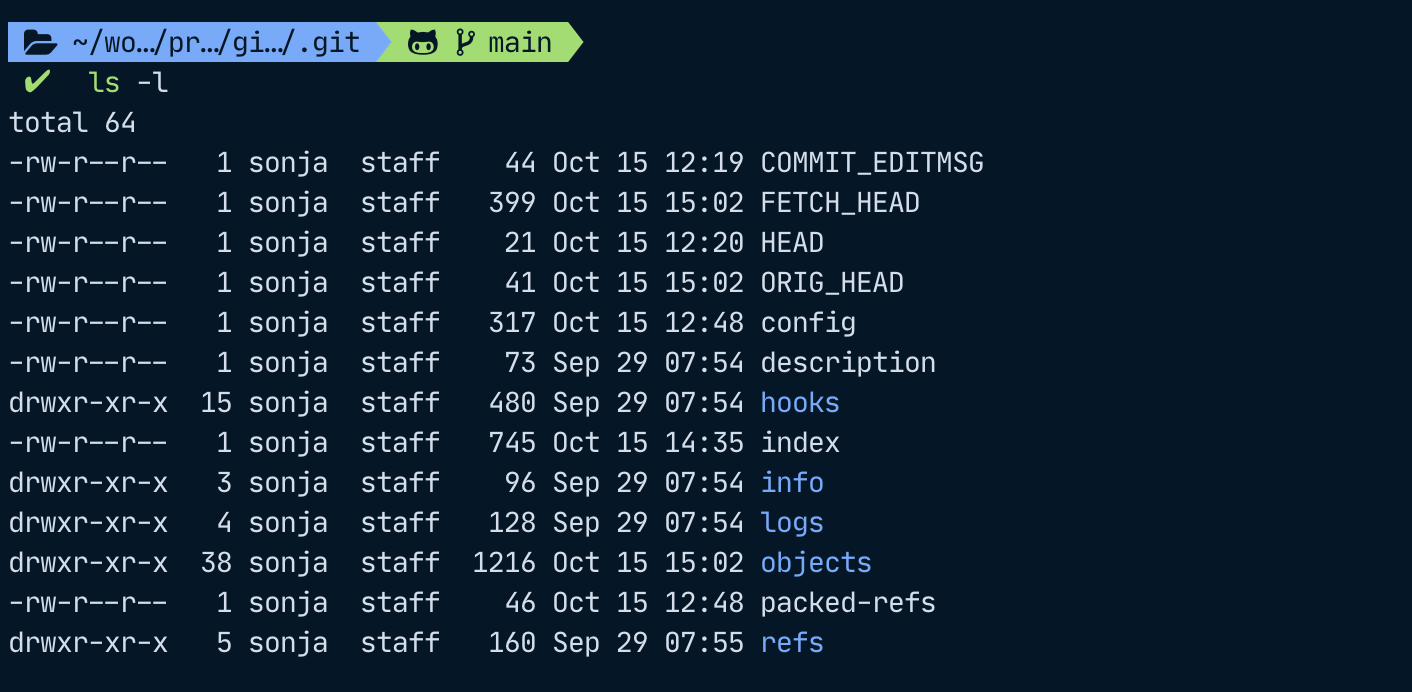 ~/wo…/pr…/gi…/.git main
✔ ls -l
total 64
-rw-r--r--   1 sonja  staff    44 Oct 15 12:19 COMMIT_EDITMSG
-rw-r--r--   1 sonja  staff   399 Oct 15 15:02 FETCH_HEAD
-rw-r--r--   1 sonja  staff    21 Oct 15 12:20 HEAD
-rw-r--r--   1 sonja  staff    41 Oct 15 15:02 ORIG_HEAD
-rw-r--r--   1 sonja  staff   317 Oct 15 12:48 config
-rw-r--r--   1 sonja  staff    73 Sep 29 07:54 description
drwxr-xr-x  15 sonja  staff   480 Sep 29 07:54 hooks
-rw-r--r--   1 sonja  staff   745 Oct 15 14:35 index
drwxr-xr-x   3 sonja  staff    96 Sep 29 07:54 info
drwxr-xr-x   4 sonja  staff   128 Sep 29 07:54 logs
drwxr-xr-x  38 sonja  staff  1216 Oct 15 15:02 objects
-rw-r--r--   1 sonja  staff    46 Oct 15 12:48 packed-refs
drwxr-xr-x   5 sonja  staff   160 Sep 29 07:55 refs